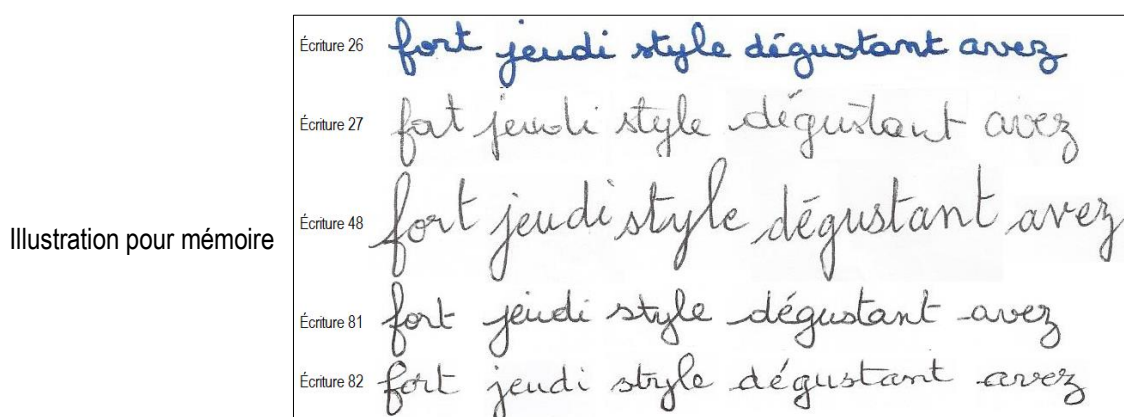 Écriture 26 fort jeudi style dégustant avez
Écriture 27 fort jeudi style dégustant avez
Illustration pour mémoire
Écriture 48 fort jeudi style dégustant avez
Écriture 81 fort jeudi style dégustant avez
Écriture 82 fort jeudi style dégustant avez